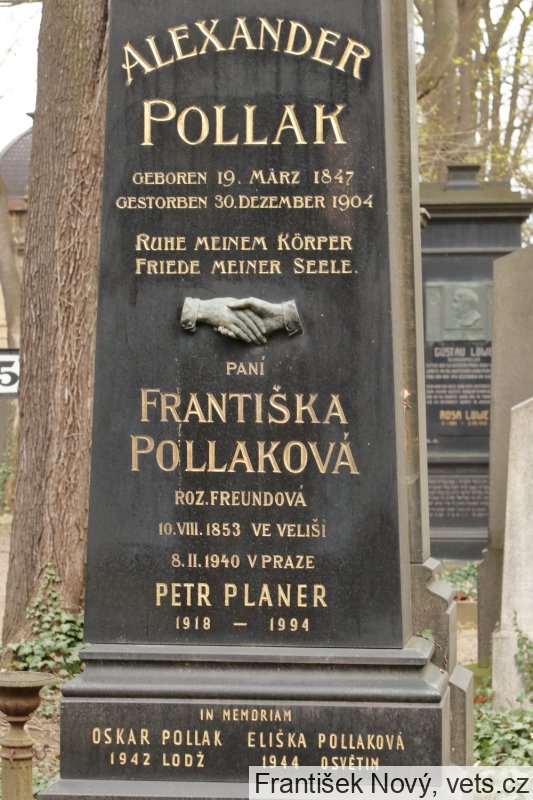 ALEXANDER
POLLAK
GEBOREN 19. MÄRZ 1847
GESTORBEN 30. DEZEMBER 1904
RUHE MEINEM KÖRPER
FRIEDE MEINER SEELE.
PANÍ
FRANTIŠKA
POLLAKOVÁ
ROZ. FREUNDOVÁ
10. VIII. 1853 VE VELIŠI
8. II. 1940 V PRAZE
PETR PLANER
1918 – 1994
IN MEMORIAM
OSKAR POLLAK ELIŠKA POLLAKOVÁ
1942 LODŽ 1944 OSVĚTIN
5
GUSTAV LÖWE
ROSA LÖWE
František Nový, vets.cz